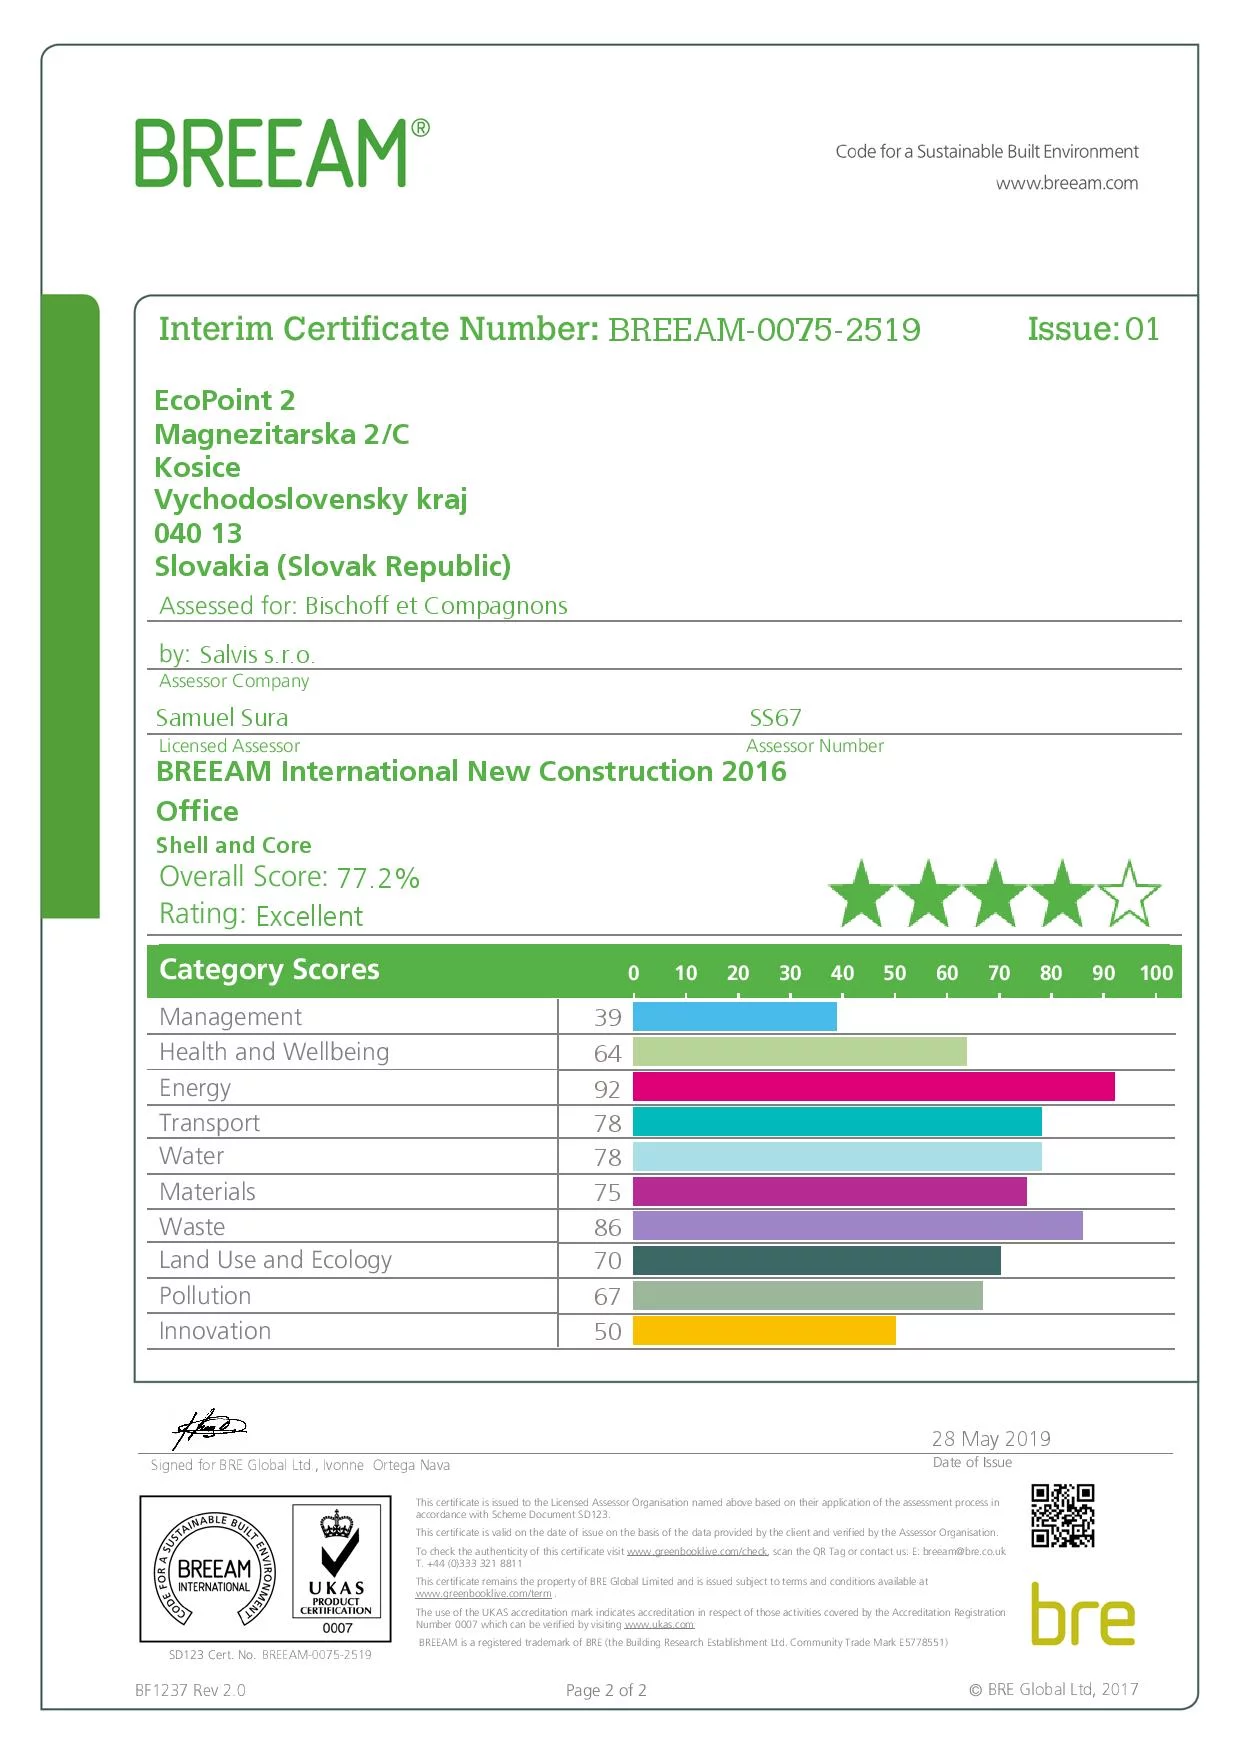 BREEAM®
Code for a Sustainable Built Environment
www.breeam.com
Interim Certificate Number: BREEAM-0075-2519 Issue: 01
EcoPoint 2
Magnezitarska 2/C
Kosice
Vychodoslovensky kraj
040 13
Slovakia (Slovak Republic)
Assessed for: Bischoff et Compagnons
by: Salvis s.r.o.
Assessor Company
Samuel Sura SS67
Licensed Assessor Assessor Number
BREEAM International New Construction 2016
Office
Shell and Core
Overall Score: 77.2%
Rating: Excellent
Category Scores 0 10 20 30 40 50 60 70 80 90 100
Management 39
Health and Wellbeing 64
Energy 92
Transport 78
Water 78
Materials 75
Waste 86
Land Use and Ecology 70
Pollution 67
Innovation 50
28 May 2019
Signed for BRE Global Ltd., Ivonne Ortega Nava Date of Issue
This certificate is issued to the Licensed Assessor Organisation named above based on their application of the assessment process in
accordance with Scheme Document SD123.
This certificate is valid on the date of issue on the basis of the data provided by the client and verified by the Assessor Organisation.
To check the authenticity of this certificate visit www.greenbooklive.com/check, scan the QR Tag or contact us: E. breeam@bre.co.uk
T. +44 (0)333 321 8811
This certificate remains the property of BRE Global Limited and is issued subject to terms and conditions available at
www.greenbooklive.com/term .
The use of the UKAS accreditation mark indicates accreditation in respect of those activities covered by the Accreditation Registration
Number 0007 which can be verified by visiting www.ukas.com
BREEAM is a registered trademark of BRE (the Building Research Establishment Ltd. Community Trade Mark E5778551)
CODE FOR A SUSTAINABLE BUILT ENVIRONMENT
BREEAM
INTERNATIONAL
UKAS
PRODUCT
CERTIFICATION
0007
SD123 Cert. No. BREEAM-0075-2519
bre
BF1237 Rev 2.0 Page 2 of 2 © BRE Global Ltd, 2017